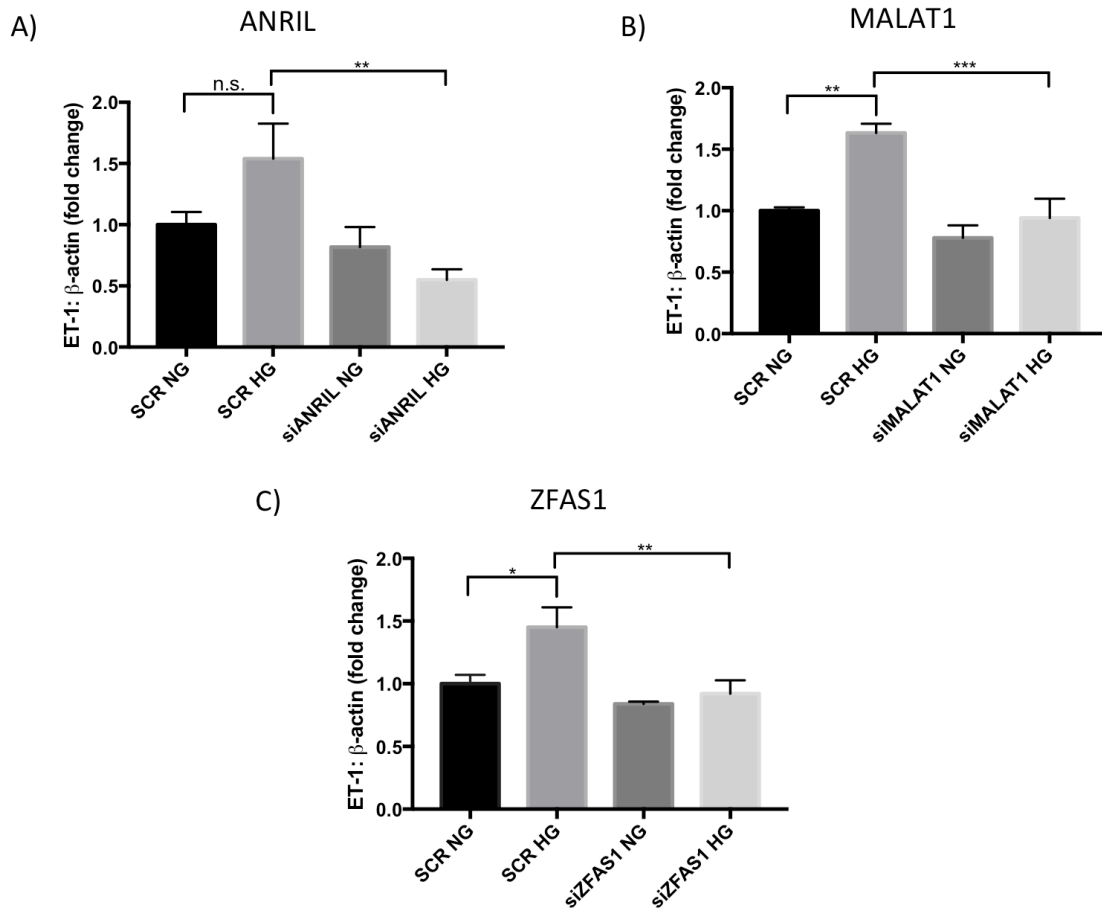 A)
ANRIL
n.s.
**
ET-1: β-actin (fold change)
2.0
1.5
1.0
0.5
0.0
SCR NG
SCR HG
siANRIL NG
siANRIL HG
B)
MALAT1
**
***
ET-1: β-actin (fold change)
2.0
1.5
1.0
0.5
0.0
SCR NG
SCR HG
siMALAT1 NG
siMALAT1 HG
C)
ZFAS1
*
**
ET-1: β-actin (fold change)
2.0
1.5
1.0
0.5
0.0
SCR NG
SCR HG
siZFAS1 NG
siZFAS1 HG